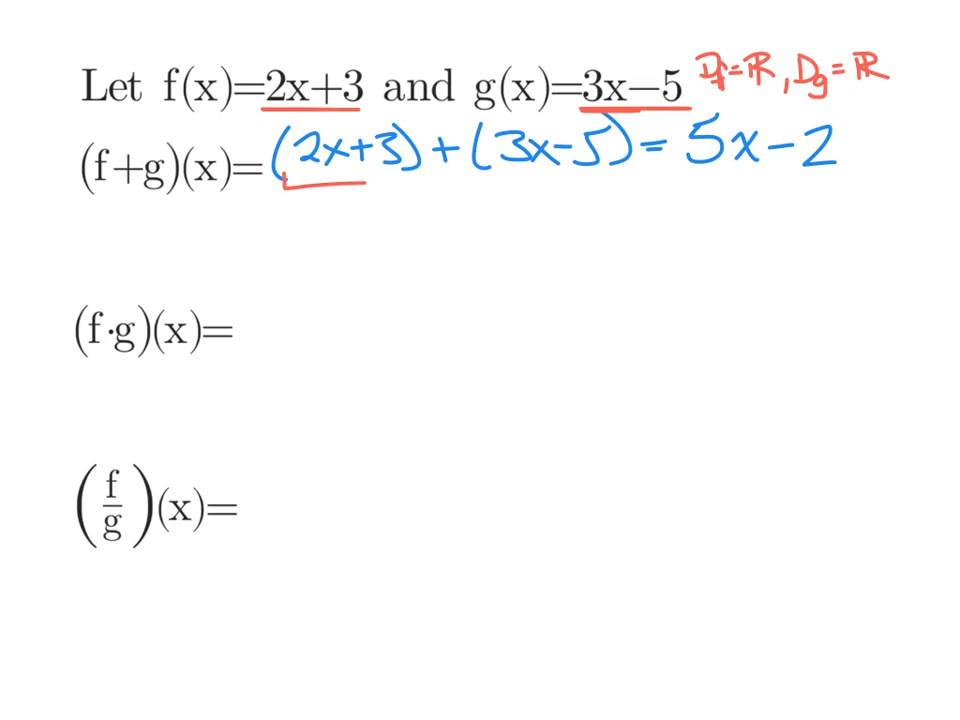 Let f(x)=2x+3 and g(x)=3x−5 Df=ℝ, Dg=ℝ
(f+g)(x)=(2x+3)+(3x-5)=5x-2
(f·g)(x)=
(f/g)(x)=